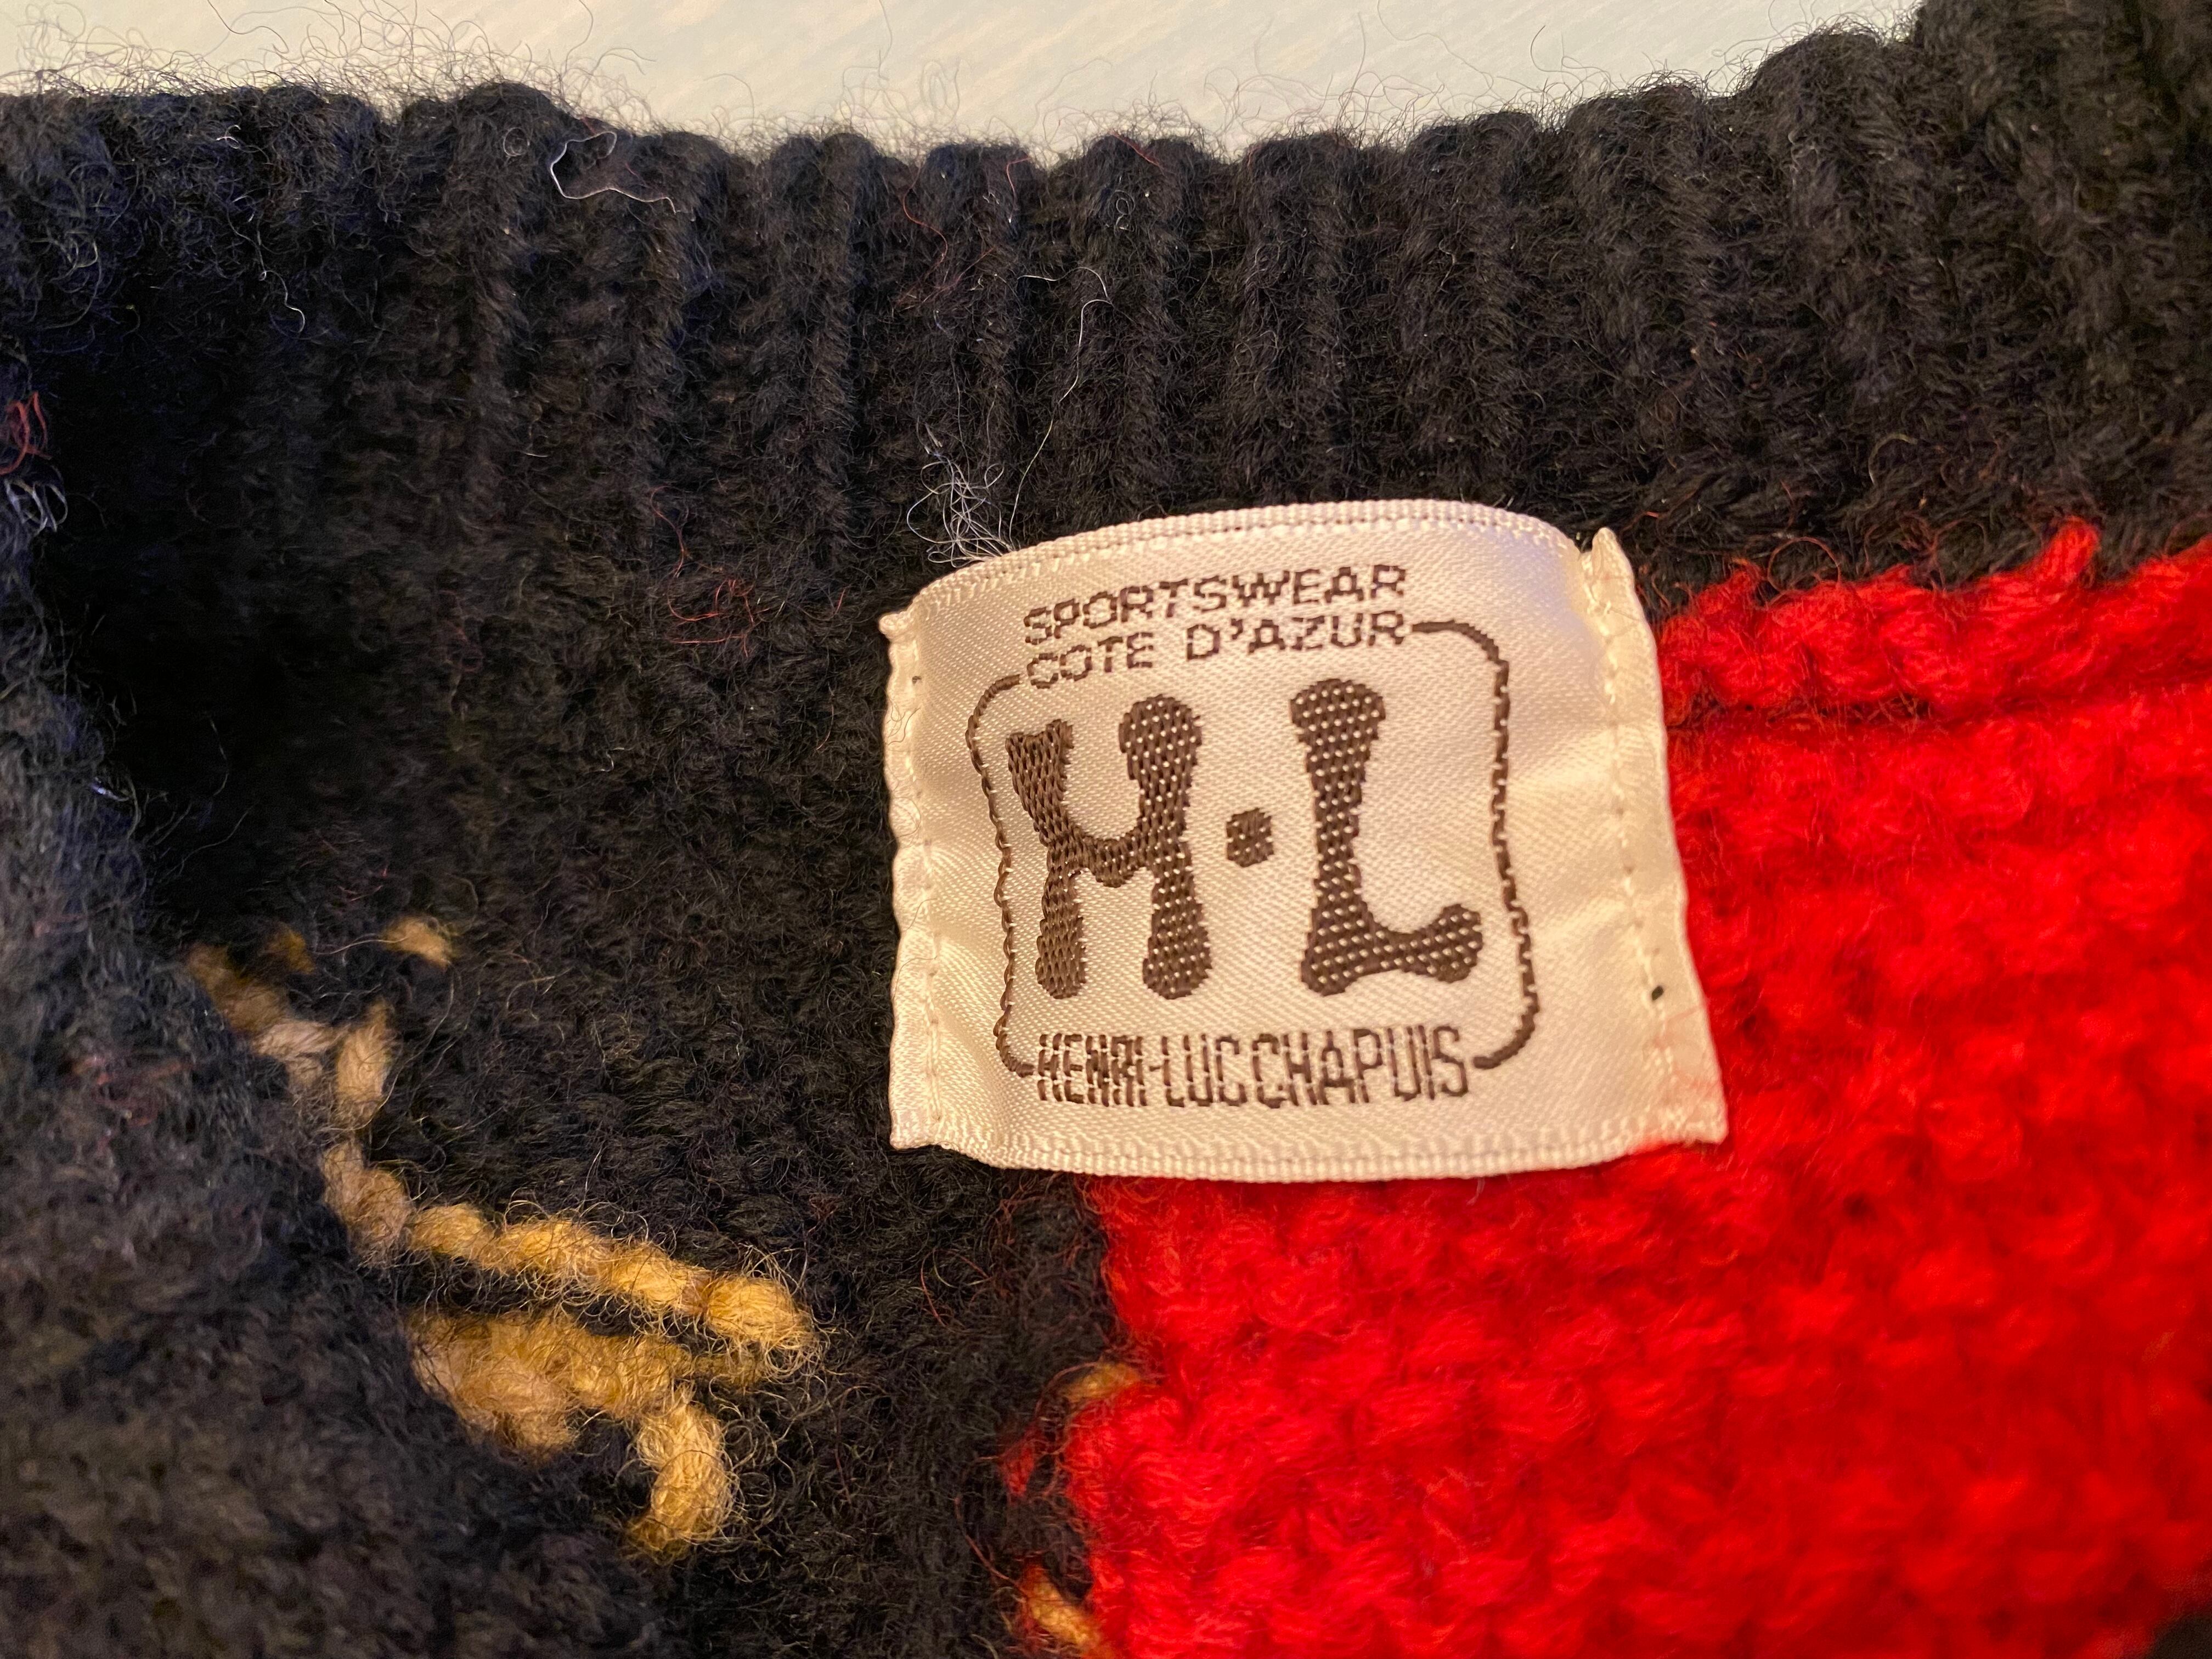 SPORTSWEAR
COTE D'AZUR
H·L
HENRI-LUC CHAPUIS